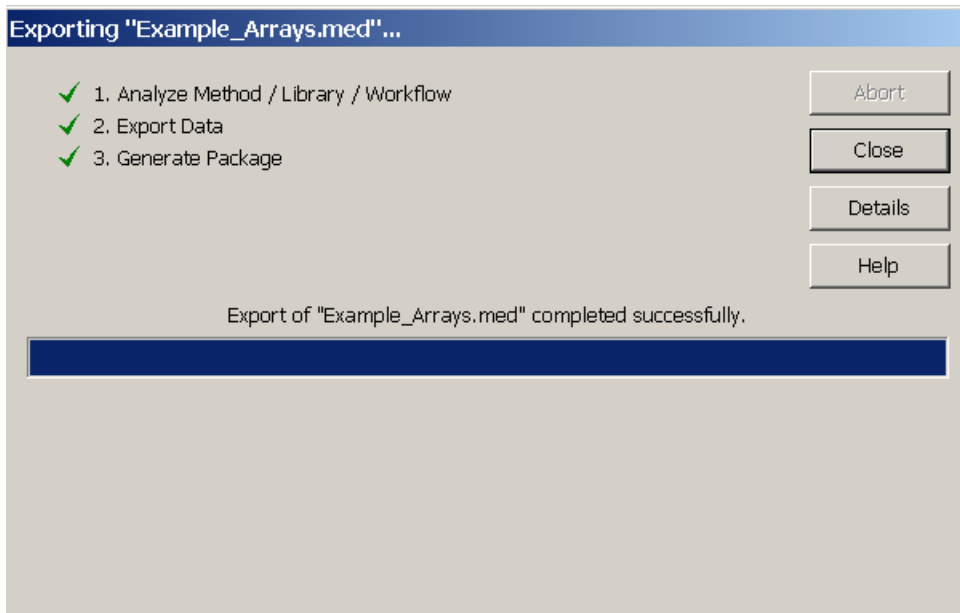 Exporting "Example_Arrays.med"...
1. Analyze Method / Library / Workflow
2. Export Data
3. Generate Package
Abort
Close
Details
Help
Export of "Example_Arrays.med" completed successfully.